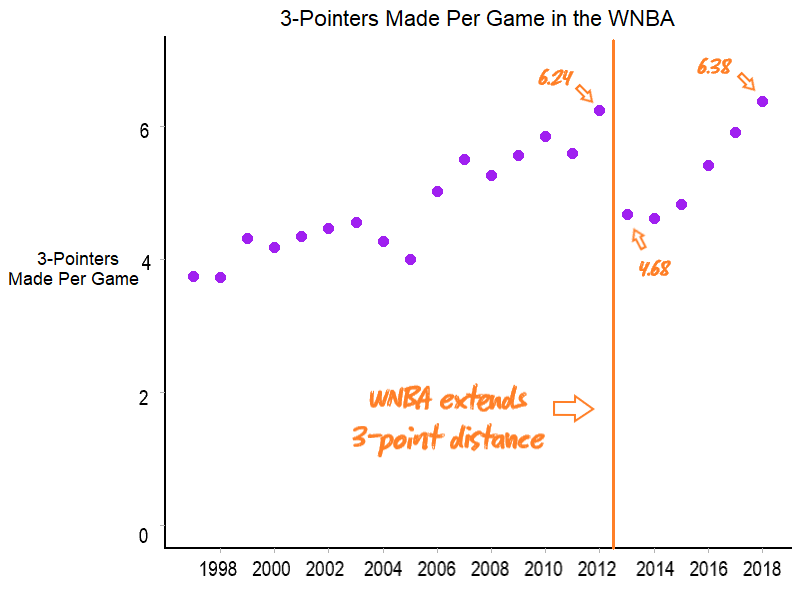 3-Pointers Made Per Game in the WNBA
6.24
6.38
6
3-Pointers
Made Per Game
4
4.68
WNBA extends
3-point distance
2
0
1998 2000 2002 2004 2006 2008 2010 2012 2014 2016 2018